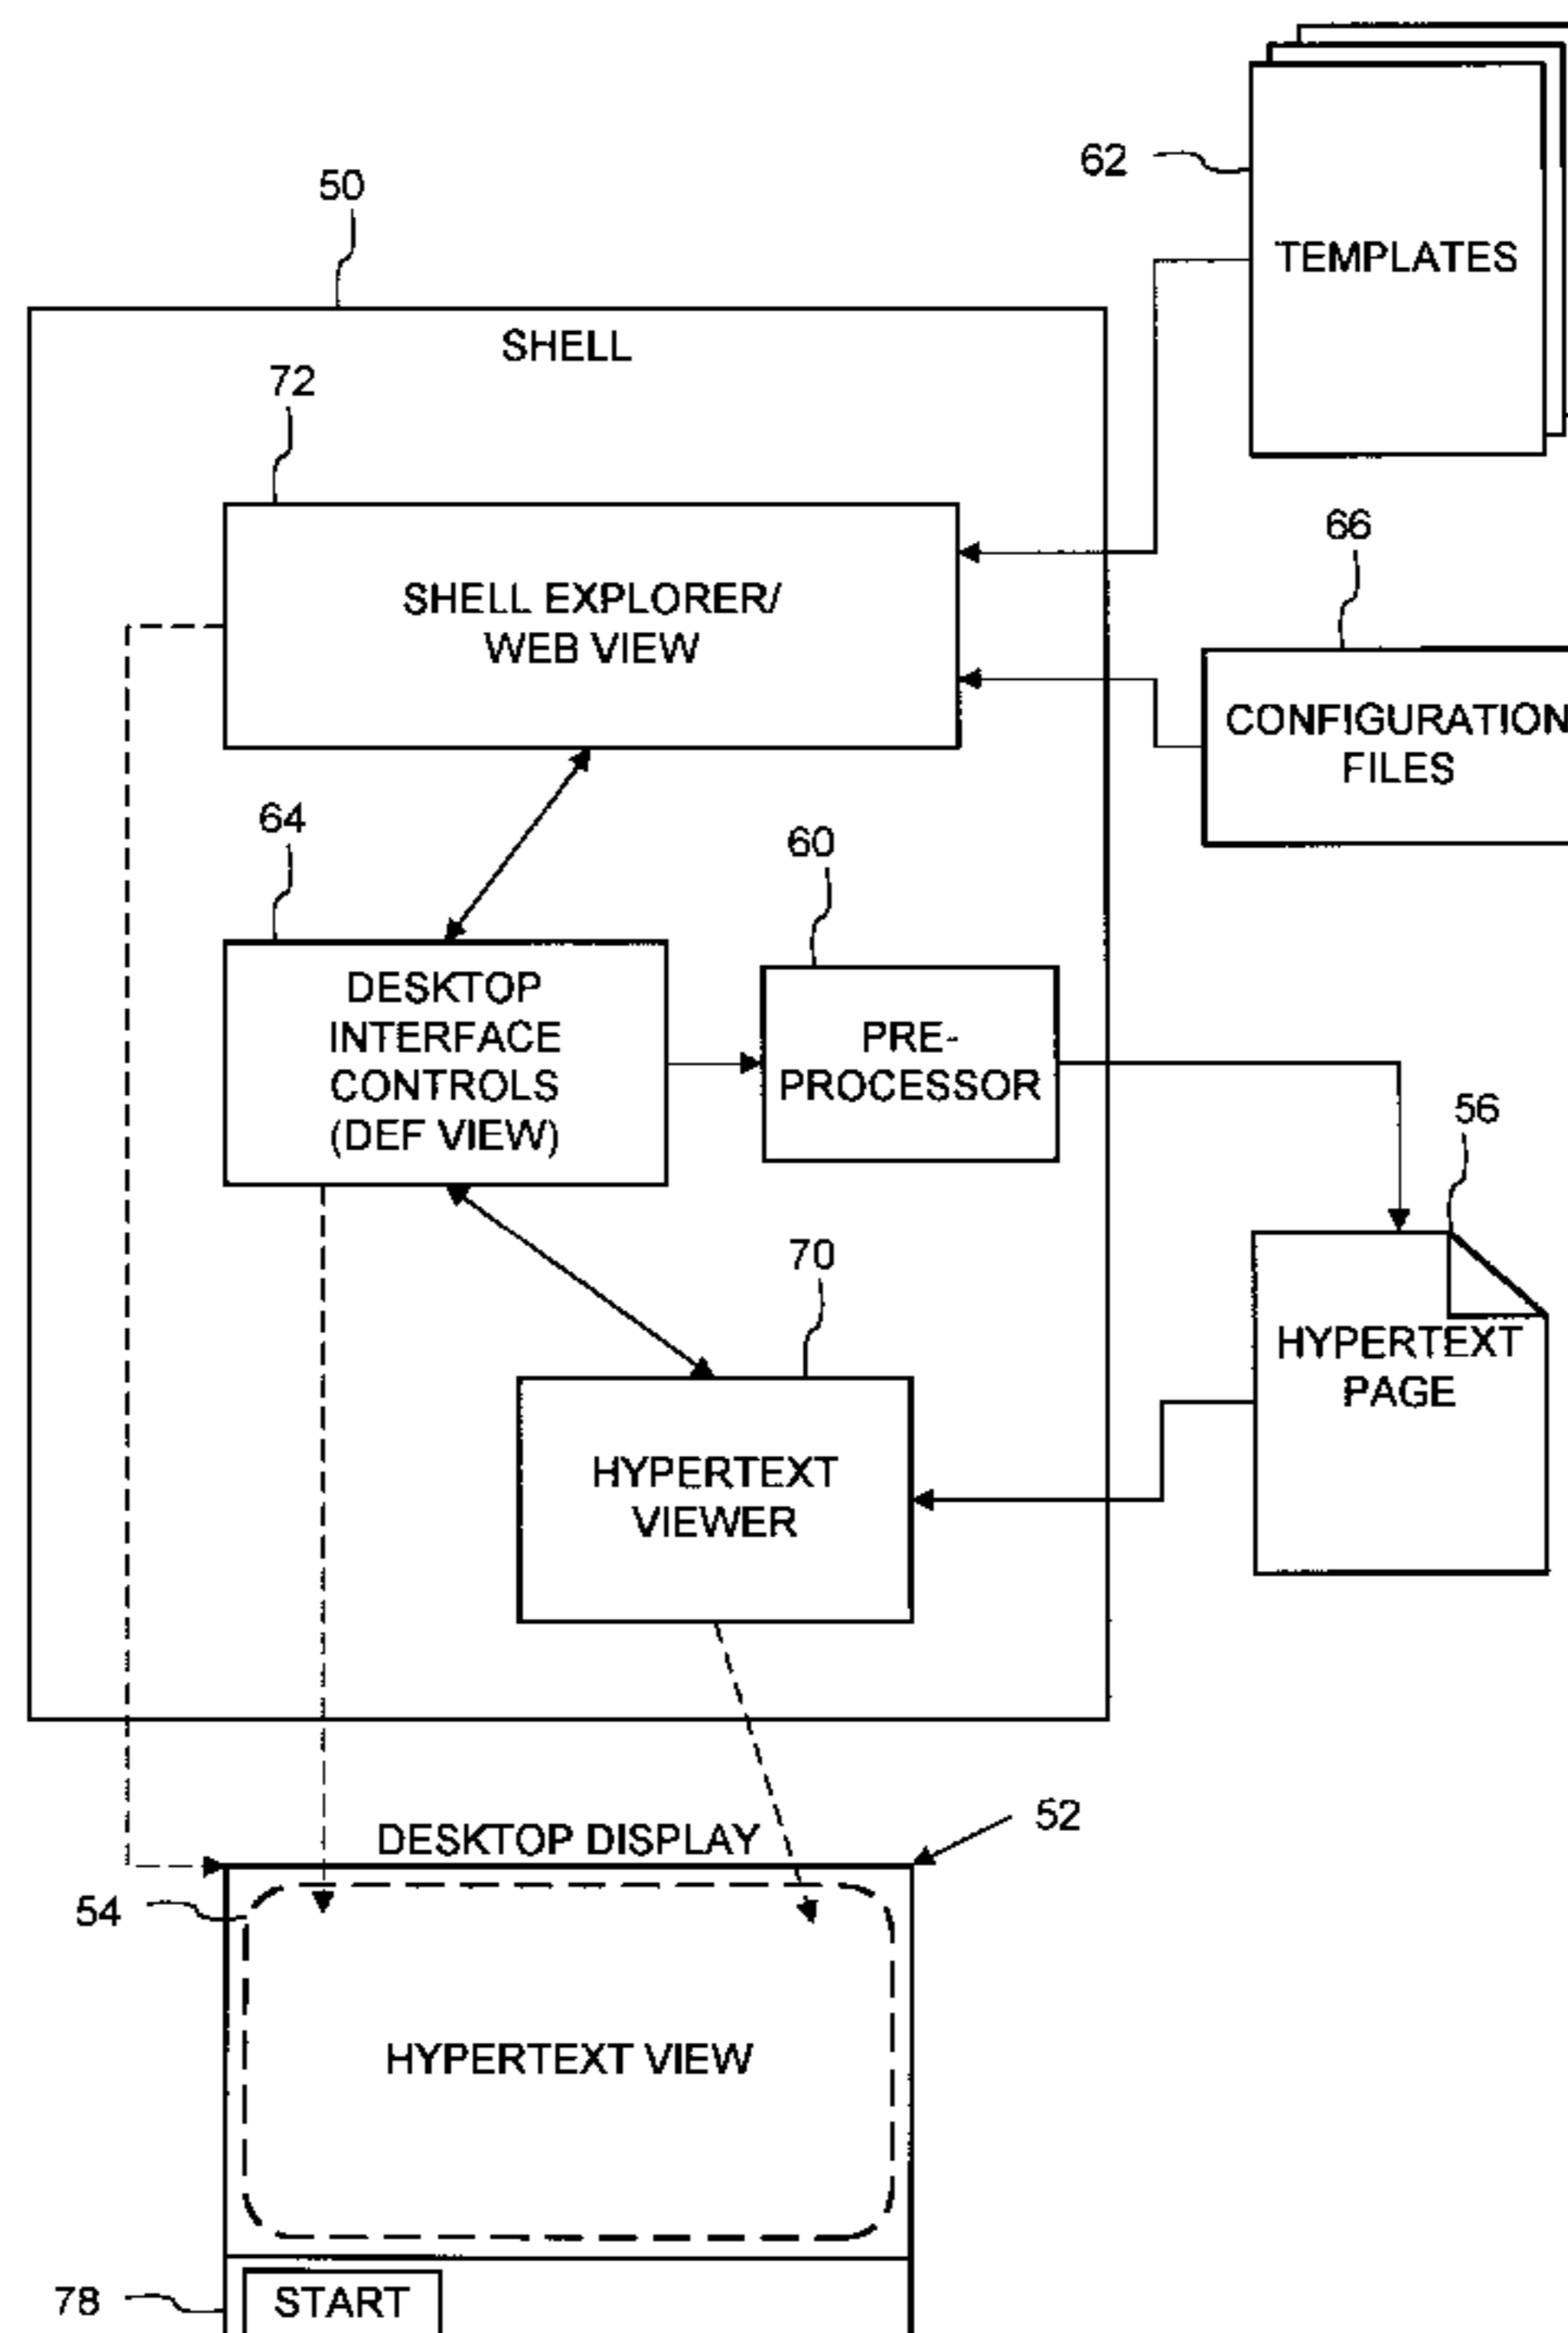 62
TEMPLATES
50
SHELL
72
SHELL EXPLORER/
WEB VIEW
66
CONFIGURATION
FILES
64
DESKTOP
INTERFACE
CONTROLS
(DEF VIEW)
60
PRE-
PROCESSOR
56
HYPERTEXT
PAGE
70
HYPERTEXT
VIEWER
DESKTOP DISPLAY
52
54
HYPERTEXT VIEW
78
START